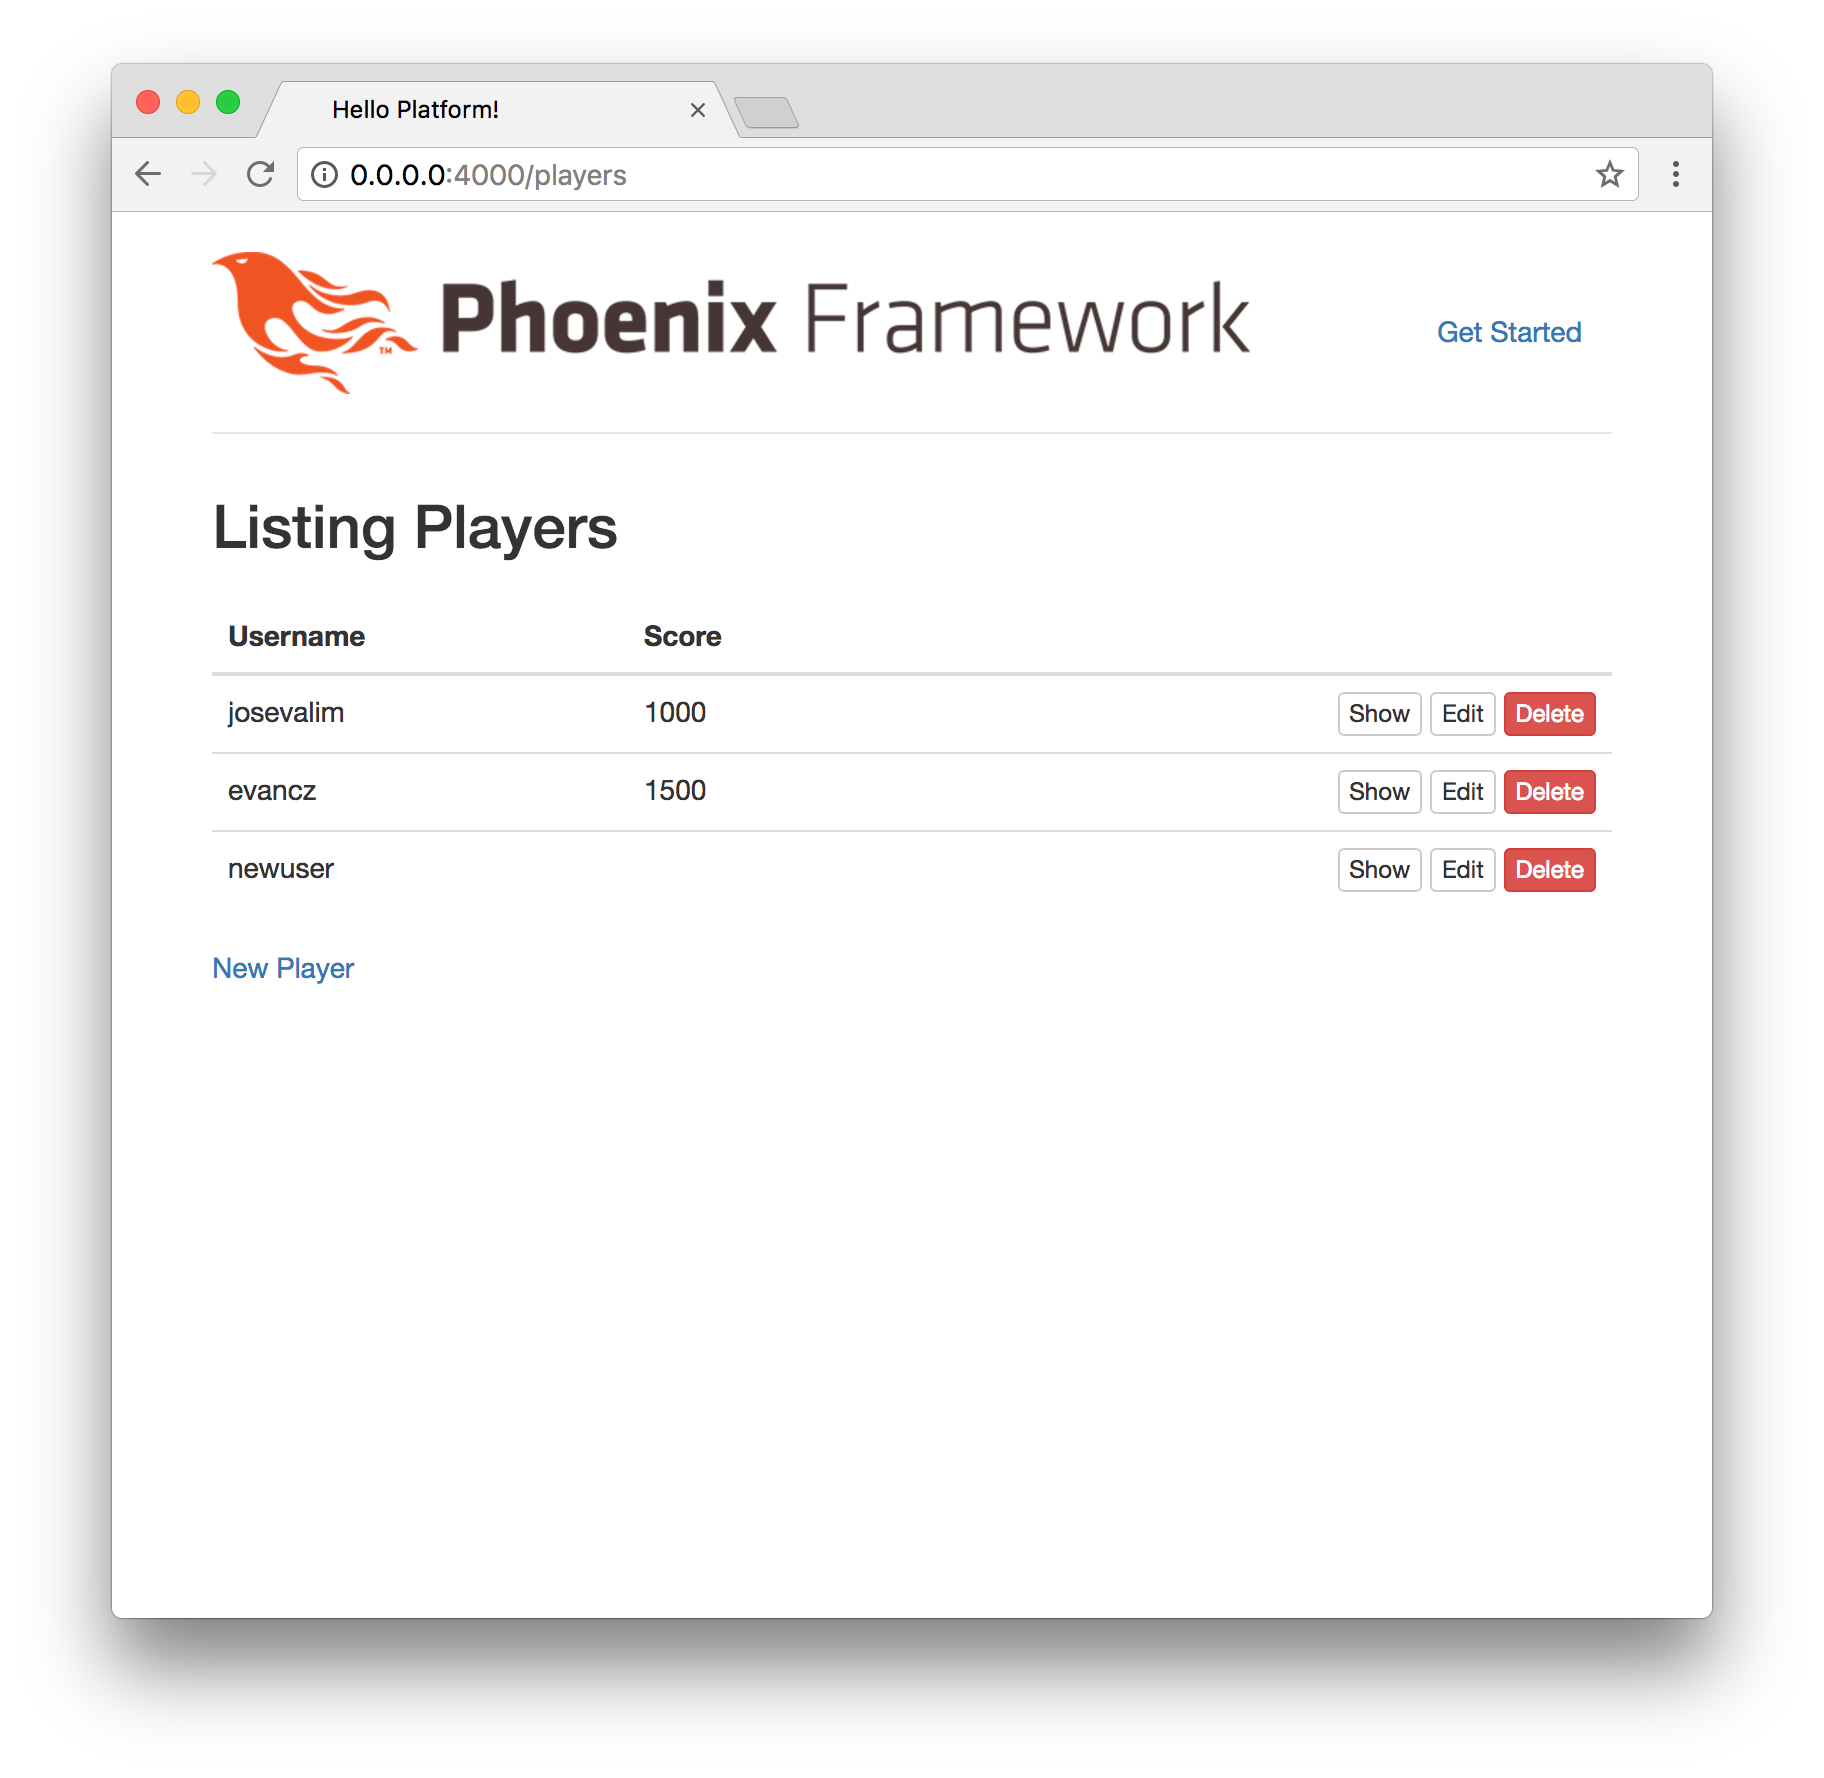 Hello Platform!
0.0.0.0:4000/players
Phoenix Framework
TM
Get Started
Listing Players
Username Score
josevalim 1000 Show Edit Delete
evancz 1500 Show Edit Delete
newuser Show Edit Delete
New Player